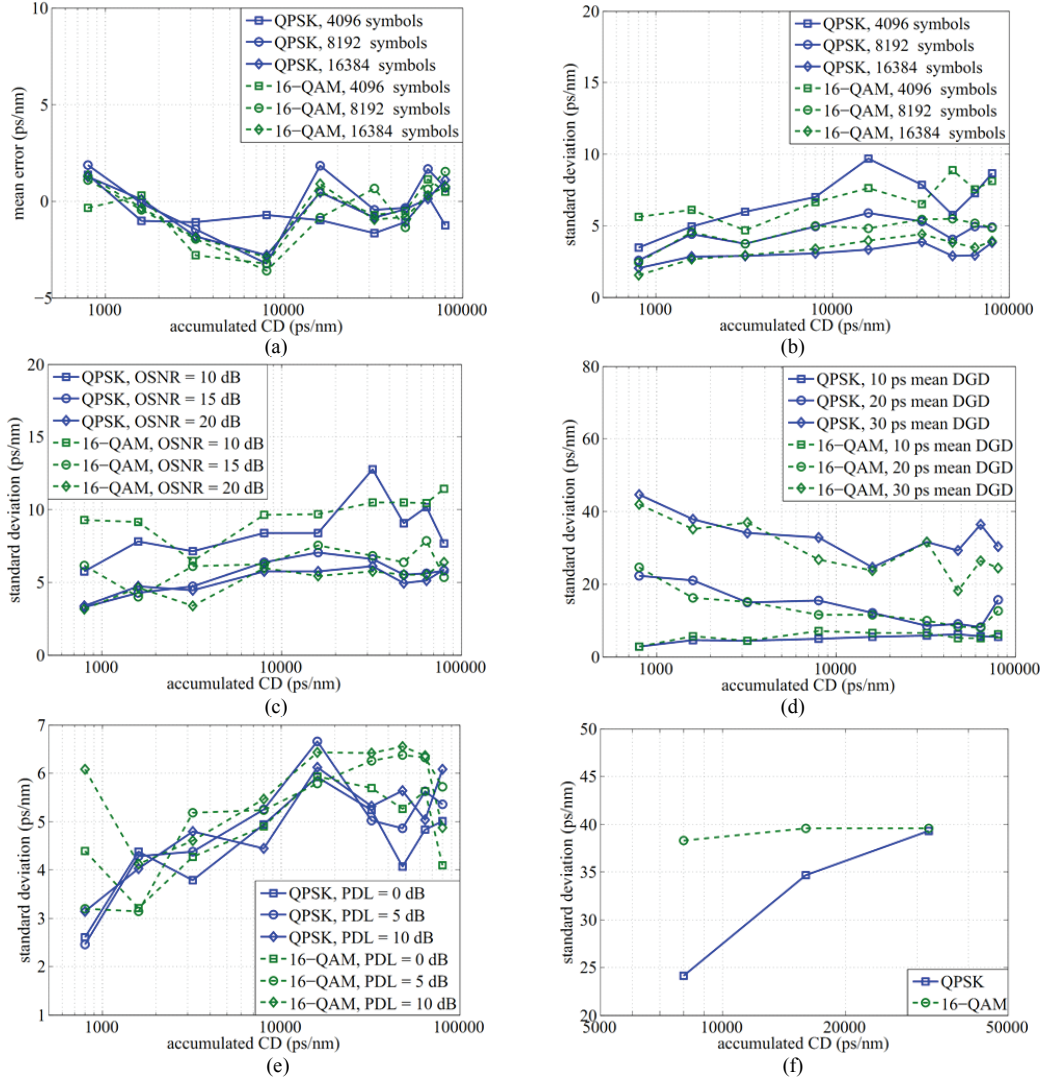 10
5
0
−5
mean error (ps/nm)
QPSK, 4096 symbols
QPSK, 8192 symbols
QPSK, 16384 symbols
16−QAM, 4096 symbols
16−QAM, 8192 symbols
16−QAM, 16384 symbols
1000 10000 100000
accumulated CD (ps/nm)
(a)
20
15
10
5
0
standard deviation (ps/nm)
QPSK, 4096 symbols
QPSK, 8192 symbols
QPSK, 16384 symbols
16−QAM, 4096 symbols
16−QAM, 8192 symbols
16−QAM, 16384 symbols
1000 10000 100000
accumulated CD (ps/nm)
(b)
20
15
10
5
0
standard deviation (ps/nm)
QPSK, OSNR = 10 dB
QPSK, OSNR = 15 dB
QPSK, OSNR = 20 dB
16−QAM, OSNR = 10 dB
16−QAM, OSNR = 15 dB
16−QAM, OSNR = 20 dB
1000 10000 100000
accumulated CD (ps/nm)
(c)
80
60
40
20
0
standard deviation (ps/nm)
QPSK, 10 ps mean DGD
QPSK, 20 ps mean DGD
QPSK, 30 ps mean DGD
16−QAM, 10 ps mean DGD
16−QAM, 20 ps mean DGD
16−QAM, 30 ps mean DGD
1000 10000 100000
accumulated CD (ps/nm)
(d)
7
6
5
4
3
2
1
standard deviation (ps/nm)
QPSK, PDL = 0 dB
QPSK, PDL = 5 dB
QPSK, PDL = 10 dB
16−QAM, PDL = 0 dB
16−QAM, PDL = 5 dB
16−QAM, PDL = 10 dB
1000 10000 100000
accumulated CD (ps/nm)
(e)
50
45
40
35
30
25
20
standard deviation (ps/nm)
QPSK
16−QAM
5000 10000 20000 50000
accumulated CD (ps/nm)
(f)